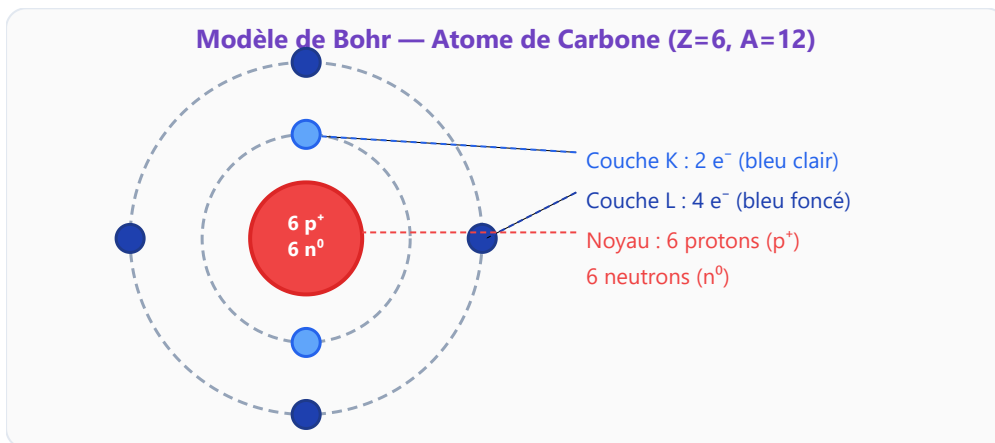 Modèle de Bohr — Atome de Carbone (Z=6, A=12)
Couche K : 2 e⁻ (bleu clair)
Couche L : 4 e⁻ (bleu foncé)
6 p⁺
6 n⁰
Noyau : 6 protons (p⁺)
6 neutrons (n⁰)